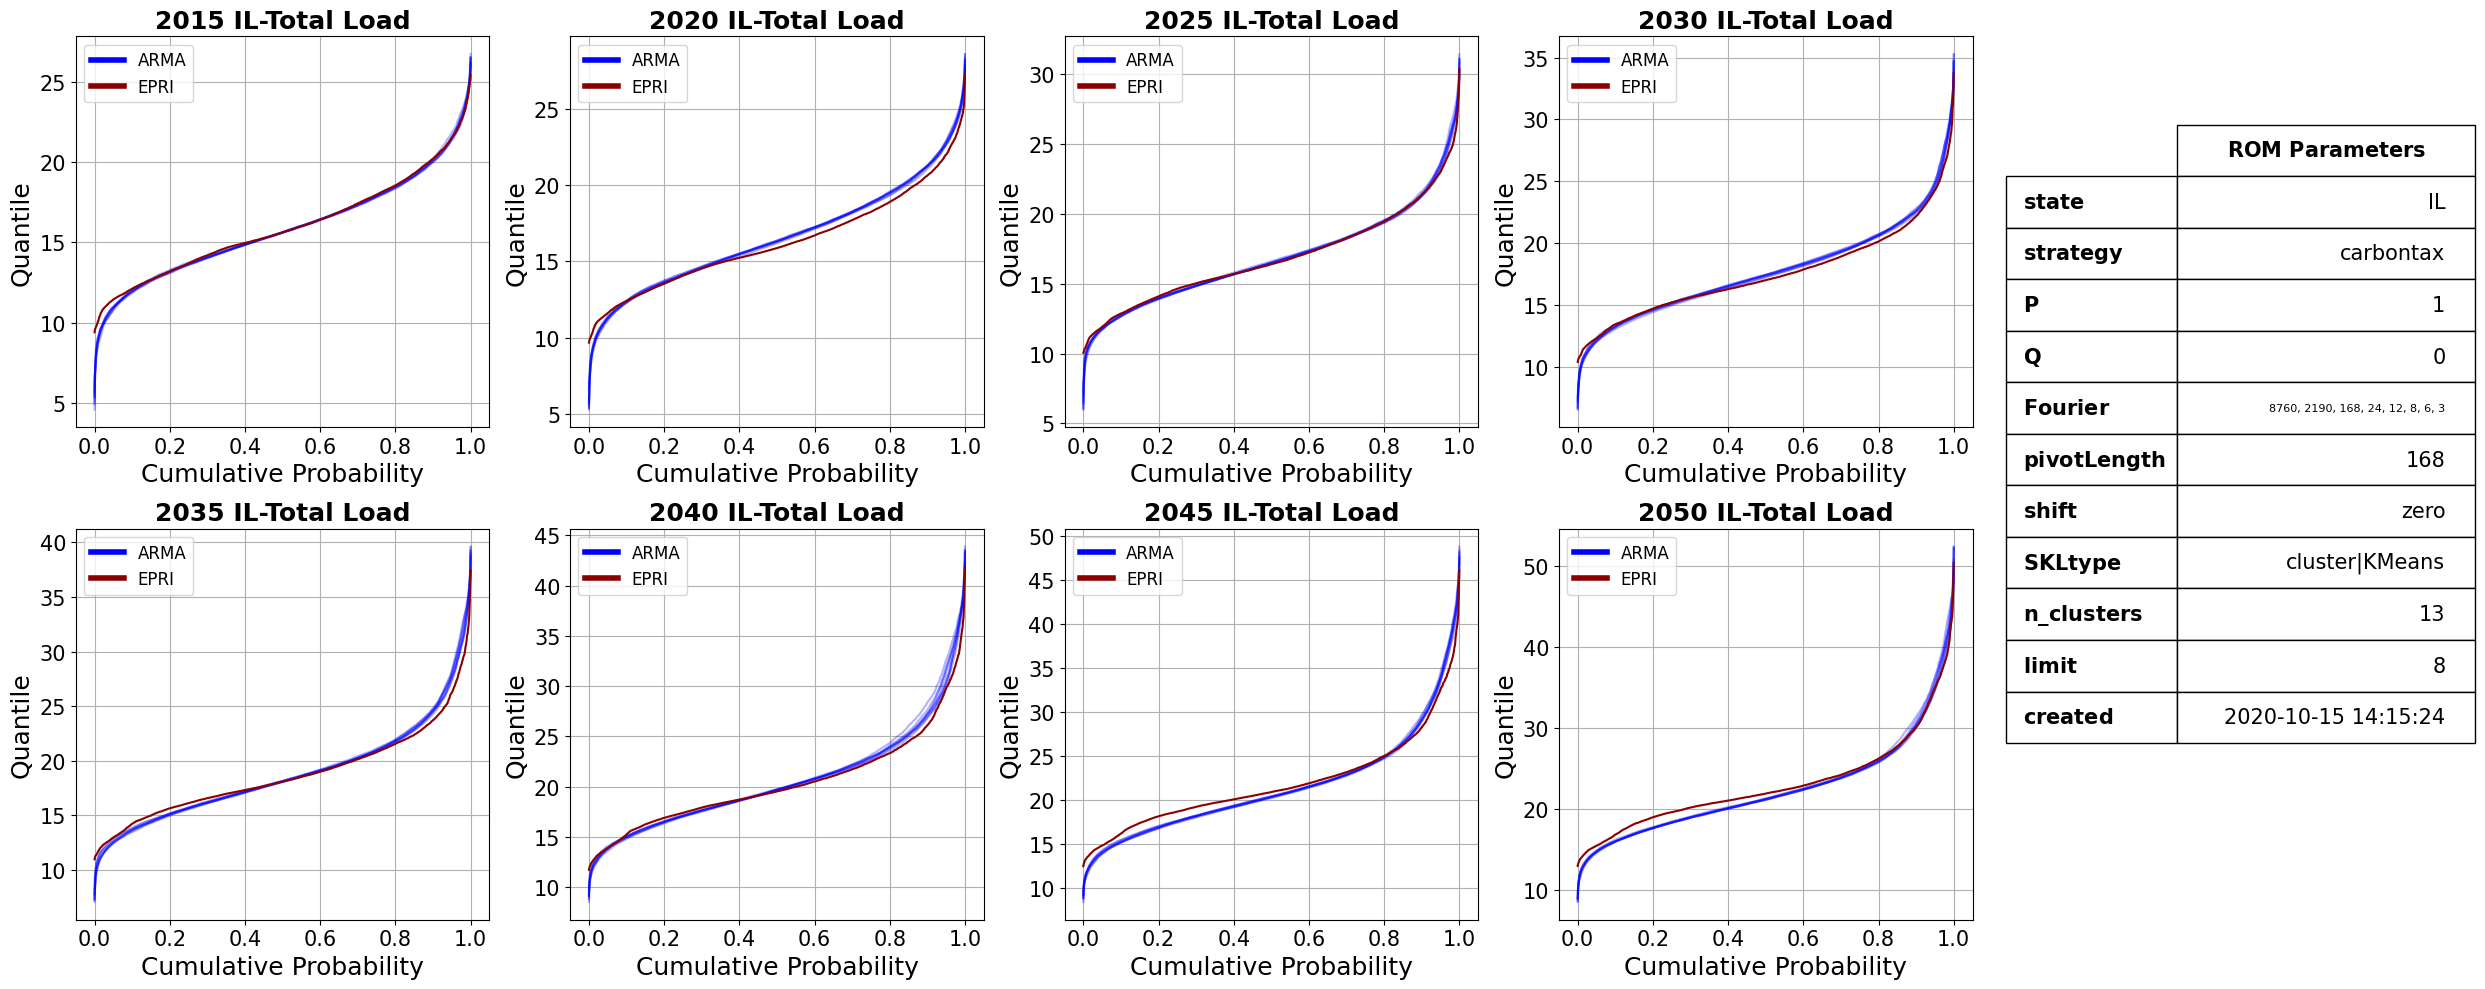 2015 IL-Total Load
ARMA
EPRI
25
20
15
10
5
Quantile
0.0 0.2 0.4 0.6 0.8 1.0
Cumulative Probability
2020 IL-Total Load
ARMA
EPRI
25
20
15
10
5
Quantile
0.0 0.2 0.4 0.6 0.8 1.0
Cumulative Probability
2025 IL-Total Load
ARMA
EPRI
30
25
20
15
10
5
Quantile
0.0 0.2 0.4 0.6 0.8 1.0
Cumulative Probability
2030 IL-Total Load
ARMA
EPRI
35
30
25
20
15
10
Quantile
0.0 0.2 0.4 0.6 0.8 1.0
Cumulative Probability
2035 IL-Total Load
ARMA
EPRI
40
35
30
25
20
15
10
Quantile
0.0 0.2 0.4 0.6 0.8 1.0
Cumulative Probability
2040 IL-Total Load
ARMA
EPRI
45
40
35
30
25
20
15
10
Quantile
0.0 0.2 0.4 0.6 0.8 1.0
Cumulative Probability
2045 IL-Total Load
ARMA
EPRI
50
45
40
35
30
25
20
15
10
Quantile
0.0 0.2 0.4 0.6 0.8 1.0
Cumulative Probability
2050 IL-Total Load
ARMA
EPRI
50
40
30
20
10
Quantile
0.0 0.2 0.4 0.6 0.8 1.0
Cumulative Probability
ROM Parameters
state IL
strategy carbontax
P 1
Q 0
Fourier 8760, 2190, 168, 24, 12, 8, 6, 3
pivotLength 168
shift zero
SKLtype cluster|KMeans
n_clusters 13
limit 8
created 2020-10-15 14:15:24